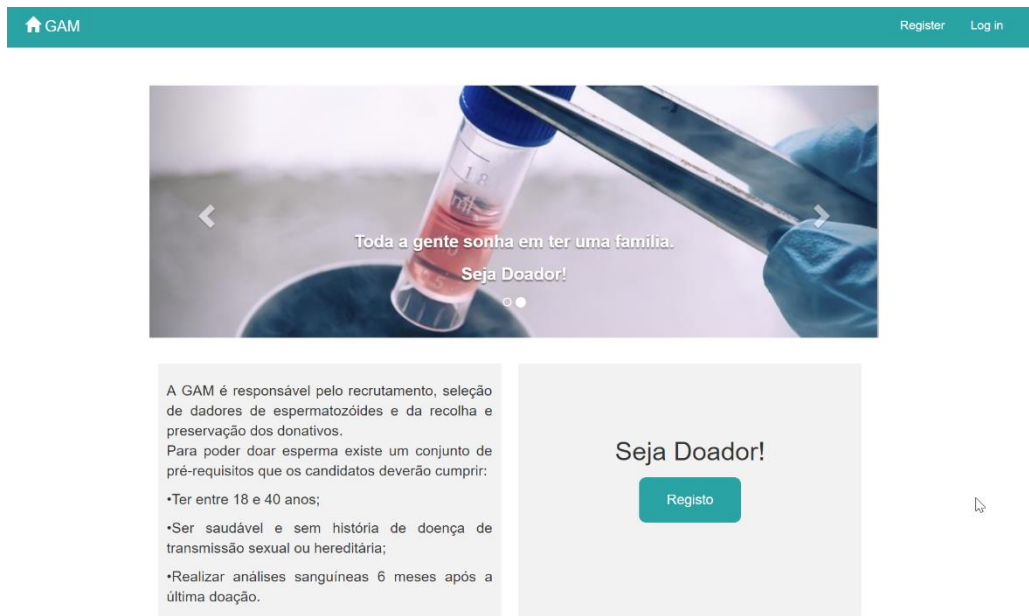 GAM
Register
Log in
1.8
ml
Toda a gente sonha em ter uma família.
Seja Doador!
A GAM é responsável pelo recrutamento, seleção
de dadores de espermatozóides e da recolha e
preservação dos donativos.
Para poder doar esperma existe um conjunto de
pré-requisitos que os candidatos deverão cumprir:
•Ter entre 18 e 40 anos;
•Ser saudável e sem história de doença de
transmissão sexual ou hereditária;
•Realizar análises sanguíneas 6 meses após a
última doação.
Seja Doador!
Registo